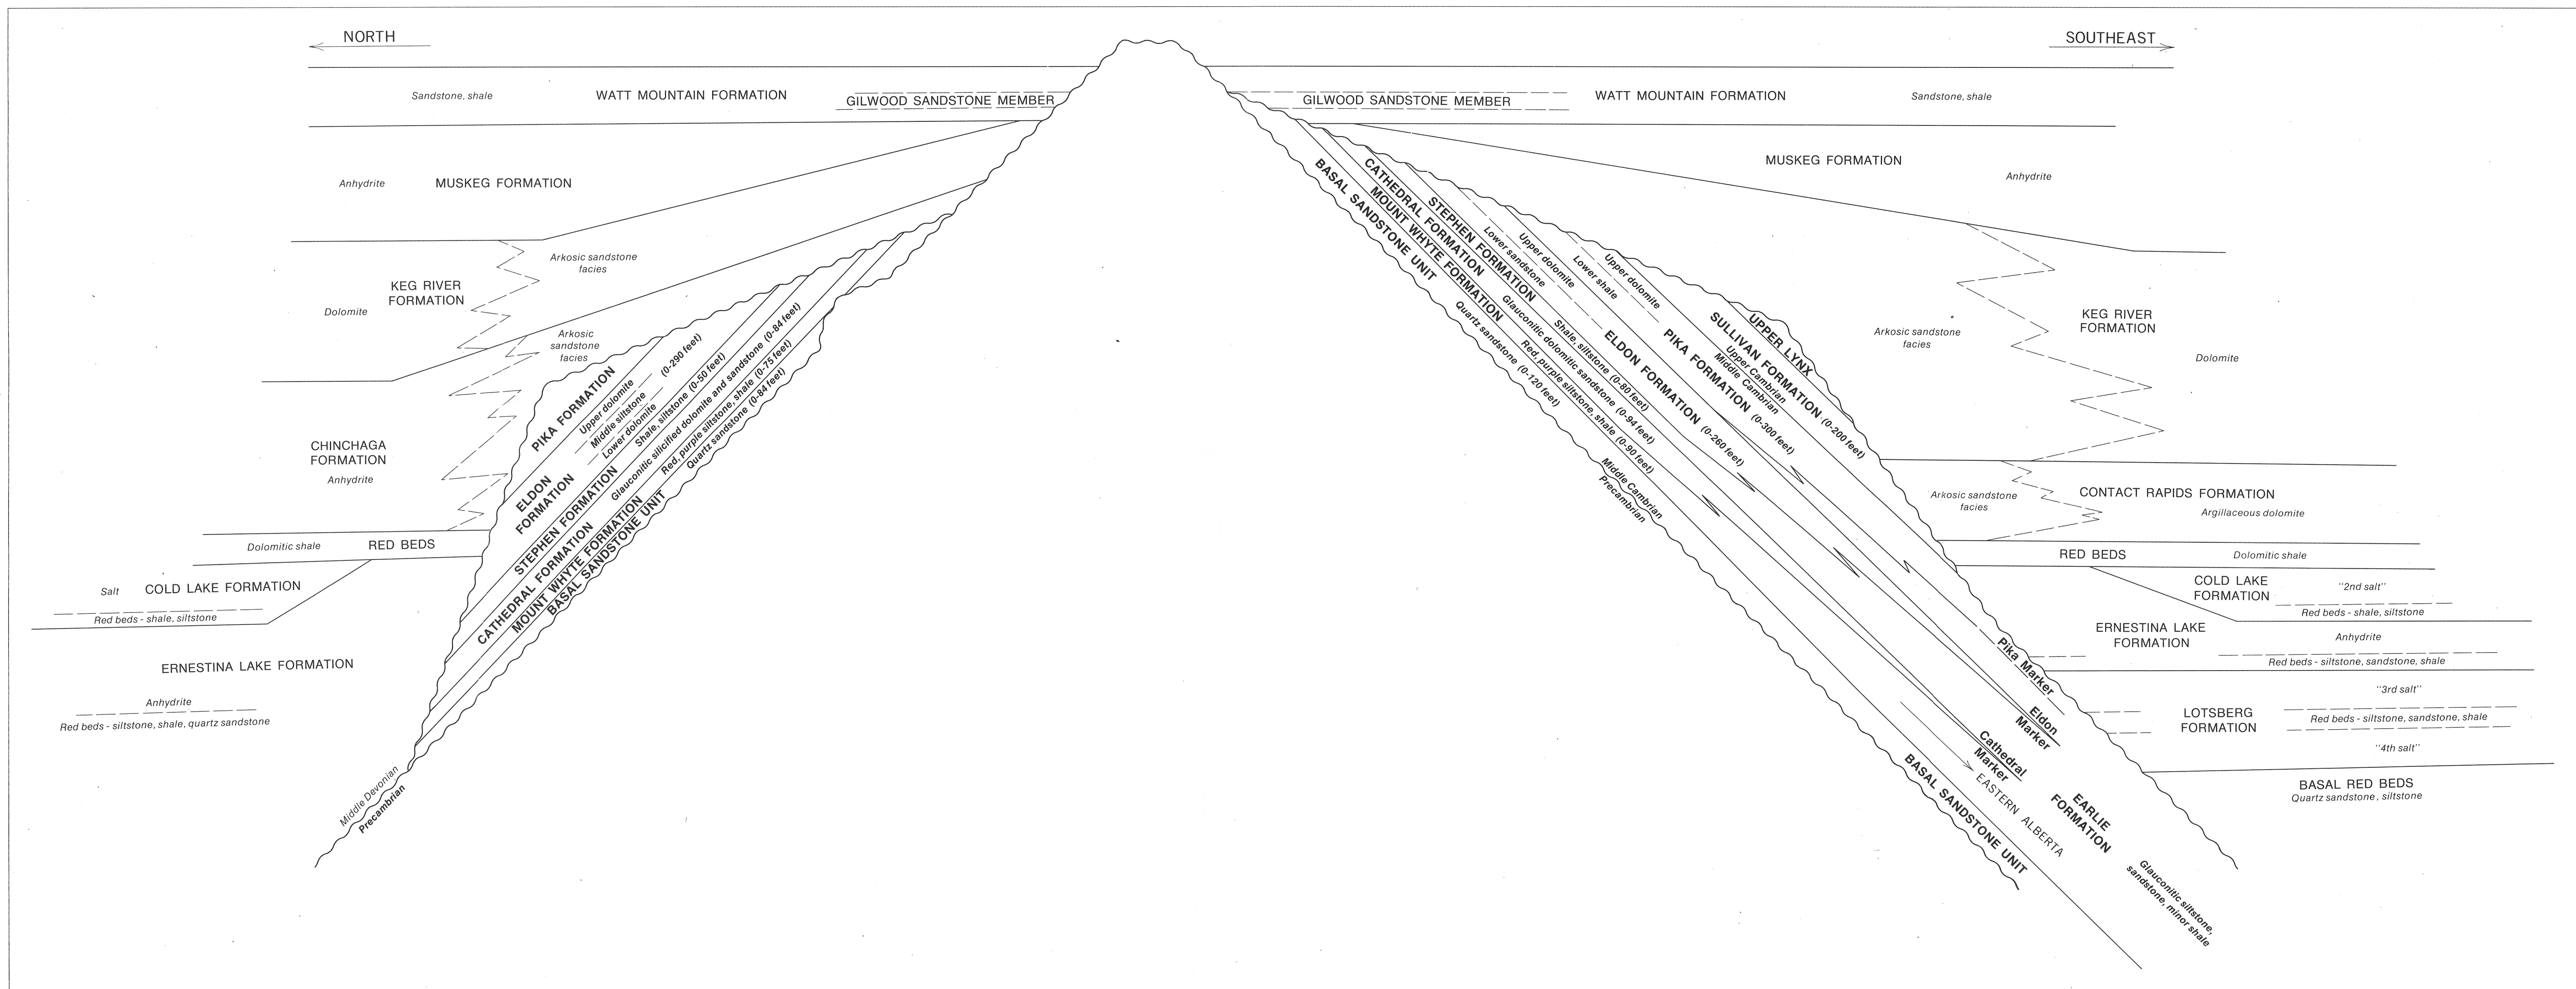 NORTH
SOUTHEAST
Sandstone, shale
WATT MOUNTAIN FORMATION
GILWOOD SANDSTONE MEMBER
Anhydrite
MUSKEG FORMATION
Arkosic sandstone
facies
KEG RIVER
FORMATION
Dolomite
Arkosic
sandstone
facies
CHINCHAGA
FORMATION
Anhydrite
Dolomitic shale
RED BEDS
Salt
COLD LAKE FORMATION
Red beds - shale, siltstone
ERNESTINA LAKE FORMATION
Anhydrite
Red beds - siltstone, shale, quartz sandstone
Middle Devonian
Precambrian
PIKA FORMATION
ELDON
FORMATION
Upper dolomite
Middle siltstone
Lower dolomite
(0-290 feet)
STEPHEN FORMATION
Shale, siltstone (0-50 feet)
CATHEDRAL FORMATION
Glauconitic silicified dolomite and sandstone (0-84 feet)
MOUNT WHYTE FORMATION
Red, purple siltstone, shale (0-75 feet)
BASAL SANDSTONE UNIT
Quartz sandstone (0-84 feet)
GILWOOD SANDSTONE MEMBER
WATT MOUNTAIN FORMATION
Sandstone, shale
MUSKEG FORMATION
Anhydrite
BASAL SANDSTONE UNIT
Quartz sandstone (0-120 feet)
MOUNT WHYTE FORMATION
Red, purple siltstone, shale (0-90 feet)
CATHEDRAL FORMATION
Glauconitic dolomitic sandstone (0-94 feet)
STEPHEN FORMATION
Shale, siltstone (0-80 feet)
Lower sandstone
Upper dolomite
ELDON FORMATION
(0-260 feet)
Lower shale
Upper dolomite
PIKA FORMATION
(0-300 feet)
Upper Cambrian
Middle Cambrian
SULLIVAN FORMATION
(0-200 feet)
UPPER LYNX
Middle Cambrian
Precambrian
Arkosic sandstone
facies
KEG RIVER
FORMATION
Dolomite
Arkosic sandstone
facies
CONTACT RAPIDS FORMATION
Argillaceous dolomite
RED BEDS
Dolomitic shale
COLD LAKE
FORMATION
"2nd salt"
Red beds - shale, siltstone
ERNESTINA LAKE
FORMATION
Anhydrite
Red beds - siltstone, sandstone, shale
"3rd salt"
LOTSBERG
FORMATION
Red beds - siltstone, sandstone, shale
"4th salt"
BASAL RED BEDS
Quartz sandstone, siltstone
Pika Marker
Eldon
Marker
Cathedral
Marker
EASTERN ALBERTA
EARLIE
FORMATION
BASAL SANDSTONE UNIT
Glauconitic siltstone,
sandstone, minor shale